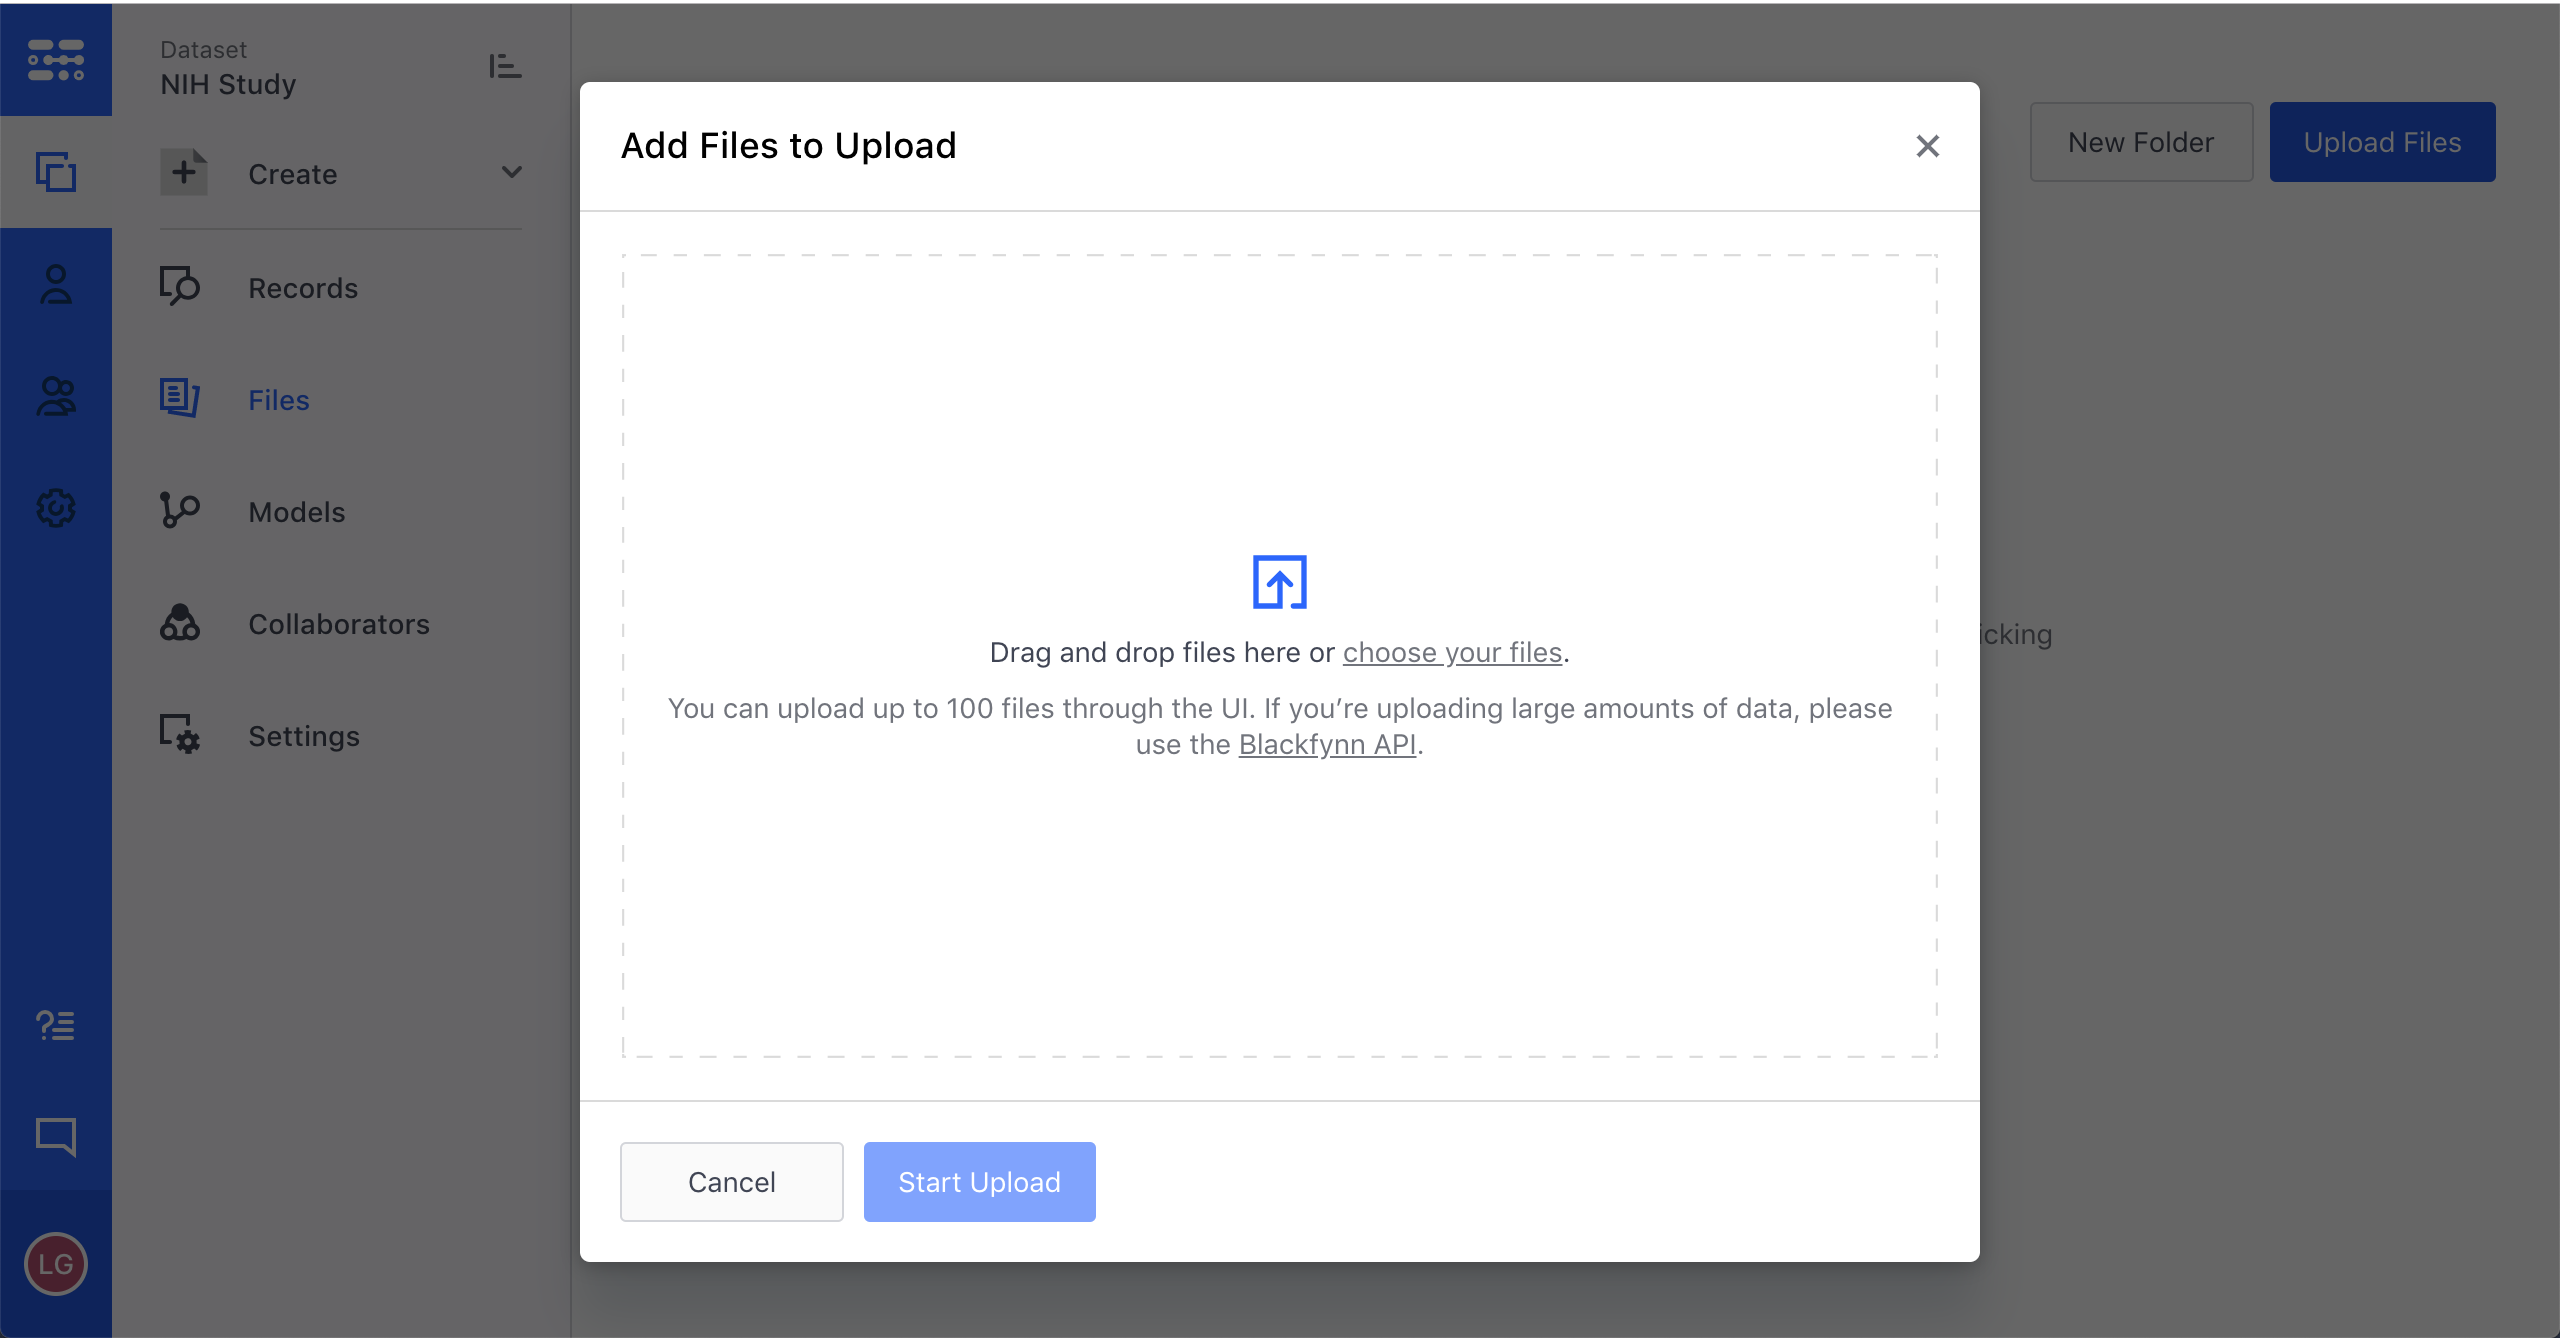 Dataset
NIH Study
Create
Records
Files
Models
Collaborators
Settings
LG
New Folder
Upload Files
Add Files to Upload
Drag and drop files here or choose your files.
You can upload up to 100 files through the UI. If you’re uploading large amounts of data, please
use the Blackfynn API.
Cancel
Start Upload